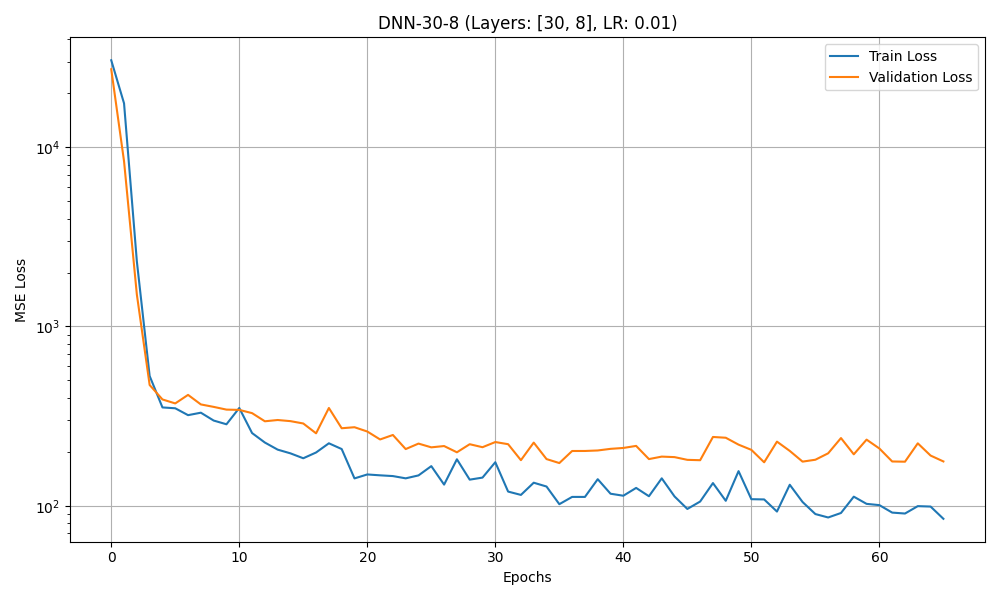 DNN-30-8 (Layers: [30, 8], LR: 0.01)
Train Loss
Validation Loss
MSE Loss
10^4
10^3
10^2
0 10 20 30 40 50 60
Epochs